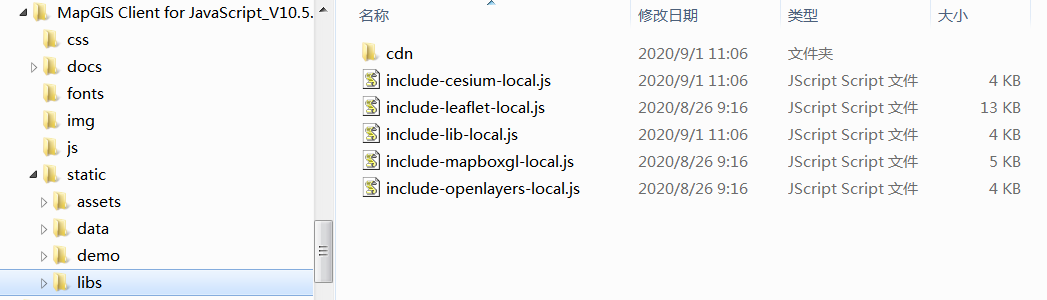 MapGIS Client for JavaScript_V10.5.
css
docs
fonts
img
js
static
assets
data
demo
libs
名称 修改日期 类型 大小
cdn 2020/9/1 11:06 文件夹
include-cesium-local.js 2020/9/1 11:06 JScript Script 文件 4 KB
include-leaflet-local.js 2020/8/26 9:16 JScript Script 文件 13 KB
include-lib-local.js 2020/9/1 11:06 JScript Script 文件 4 KB
include-mapboxgl-local.js 2020/8/26 9:16 JScript Script 文件 5 KB
include-openlayers-local.js 2020/8/26 9:16 JScript Script 文件 4 KB